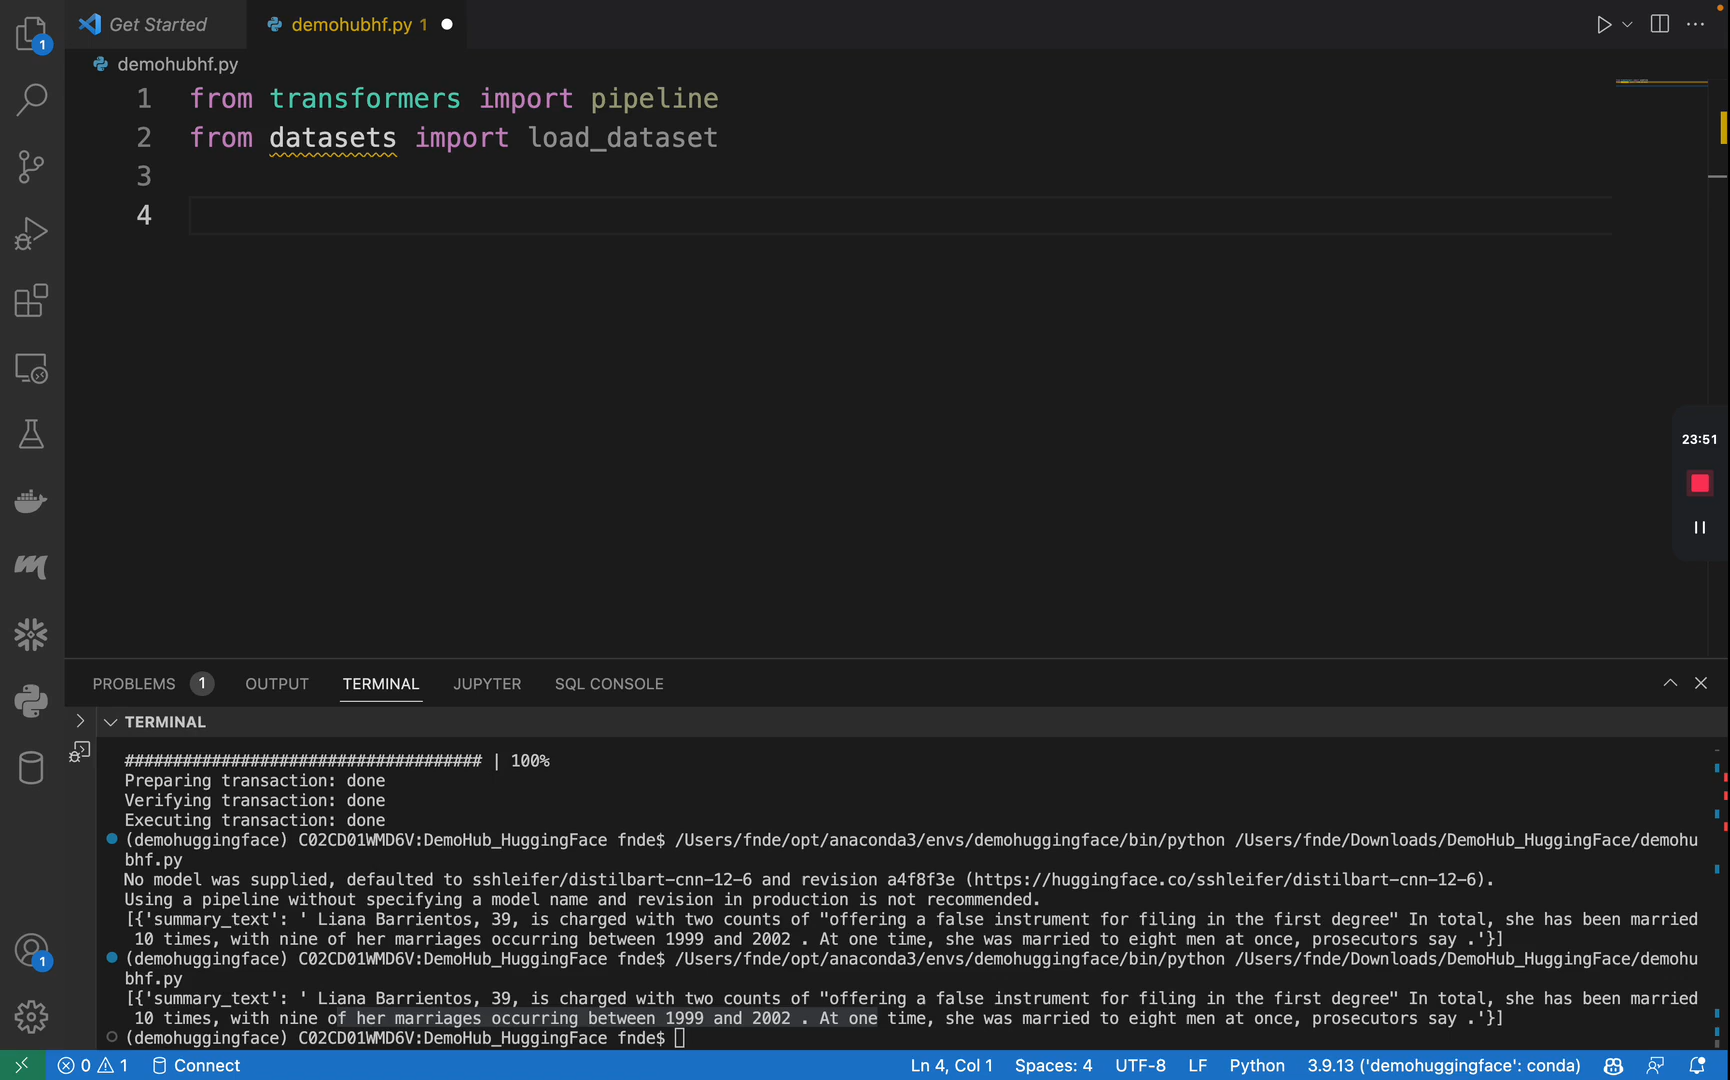 Get Started
demohubhf.py 1
demohubhf.py
1 from transformers import pipeline
2 from datasets import load_dataset
3
4
1
23:51
PROBLEMS 1 OUTPUT TERMINAL JUPYTER SQL CONSOLE
TERMINAL
##################################### | 100%
Preparing transaction: done
Verifying transaction: done
Executing transaction: done
(demohuggingface) C02CD01WMD6V:DemoHub_HuggingFace fnde$ /Users/fnde/opt/anaconda3/envs/demohuggingface/bin/python /Users/fnde/Downloads/DemoHub_HuggingFace/demohu
bhf.py
No model was supplied, defaulted to sshleifer/distilbart-cnn-12-6 and revision a4f8f3e (https://huggingface.co/sshleifer/distilbart-cnn-12-6).
Using a pipeline without specifying a model name and revision in production is not recommended.
[{'summary_text': ' Liana Barrientos, 39, is charged with two counts of "offering a false instrument for filing in the first degree" In total, she has been married
10 times, with nine of her marriages occurring between 1999 and 2002 . At one time, she was married to eight men at once, prosecutors say .'}]
(demohuggingface) C02CD01WMD6V:DemoHub_HuggingFace fnde$ /Users/fnde/opt/anaconda3/envs/demohuggingface/bin/python /Users/fnde/Downloads/DemoHub_HuggingFace/demohu
bhf.py
[{'summary_text': ' Liana Barrientos, 39, is charged with two counts of "offering a false instrument for filing in the first degree" In total, she has been married
10 times, with nine of her marriages occurring between 1999 and 2002 . At one time, she was married to eight men at once, prosecutors say .'}]
(demohuggingface) C02CD01WMD6V:DemoHub_HuggingFace fnde$
1
0 1 Connect Ln 4, Col 1 Spaces: 4 UTF-8 LF Python 3.9.13 ('demohuggingface': conda)